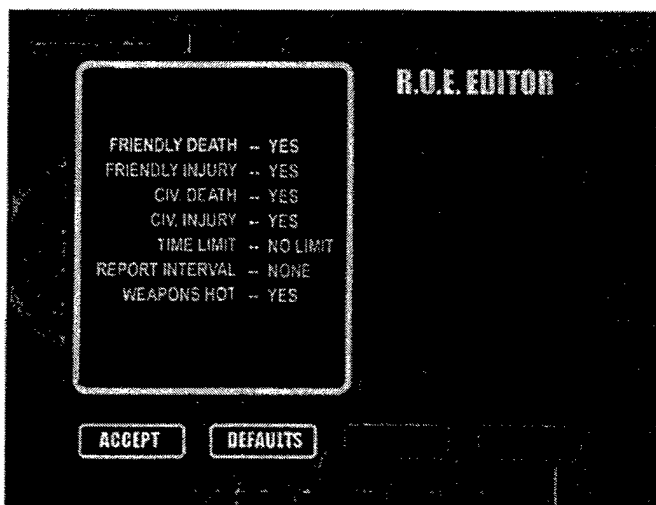 R.O.E. EDITOR
FRIENDLY DEATH -- YES
FRIENDLY INJURY -- YES
CIV. DEATH -- YES
CIV. INJURY -- YES
TIME LIMIT -- NO LIMIT
REPORT INTERVAL -- NONE
WEAPONS HOT -- YES
ACCEPT
DEFAULTS